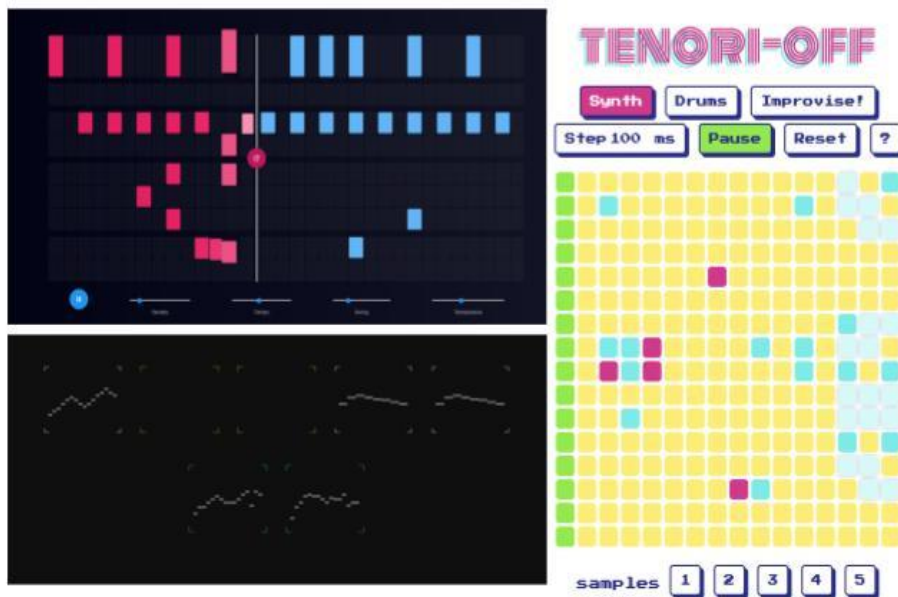 TENORI-OFF
Synth Drums Improvise!
Step 100 ms Pause Reset ?
samples 1 2 3 4 5